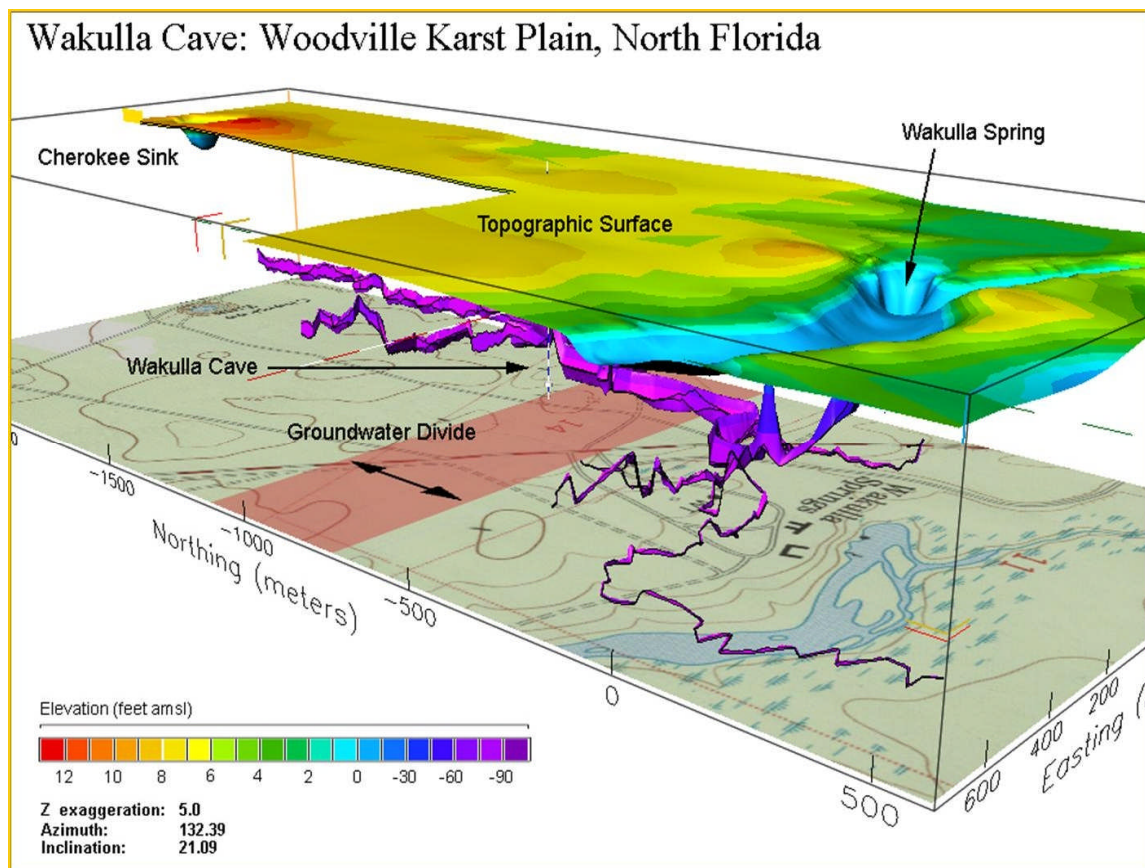 Wakulla Cave: Woodville Karst Plain, North Florida
Wakulla Spring
Cherokee Sink
Topographic Surface
Wakulla Cave
Groundwater Divide
14
Wakulla
Springs
11
-1500
-1000
-500
0
500
Northing (meters)
600
400
200
Easting (
Elevation (feet amsl)
12 10 8 6 4 2 0 -30 -60 -90
Z exaggeration: 5.0
Azimuth: 132.39
Inclination: 21.09